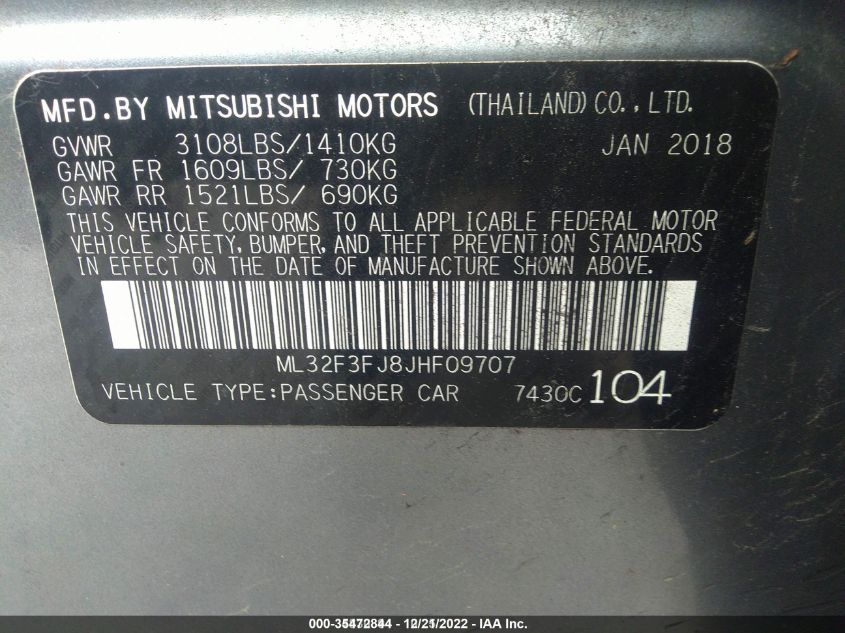 MFD.BY MITSUBISHI MOTORS (THAILAND) CO., LTD.
GVWR 3108LBS/1410KG JAN 2018
GAWR FR 1609LBS/ 730KG
GAWR RR 1521LBS/ 690KG
THIS VEHICLE CONFORMS TO ALL APPLICABLE FEDERAL MOTOR
VEHICLE SAFETY, BUMPER, AND THEFT PREVENTION STANDARDS
IN EFFECT ON THE DATE OF MANUFACTURE SHOWN ABOVE.
ML32F3FJ8JHF09707
VEHICLE TYPE:PASSENGER CAR 7430C 104
000-35472844 - 12/21/2022 - IAA Inc.